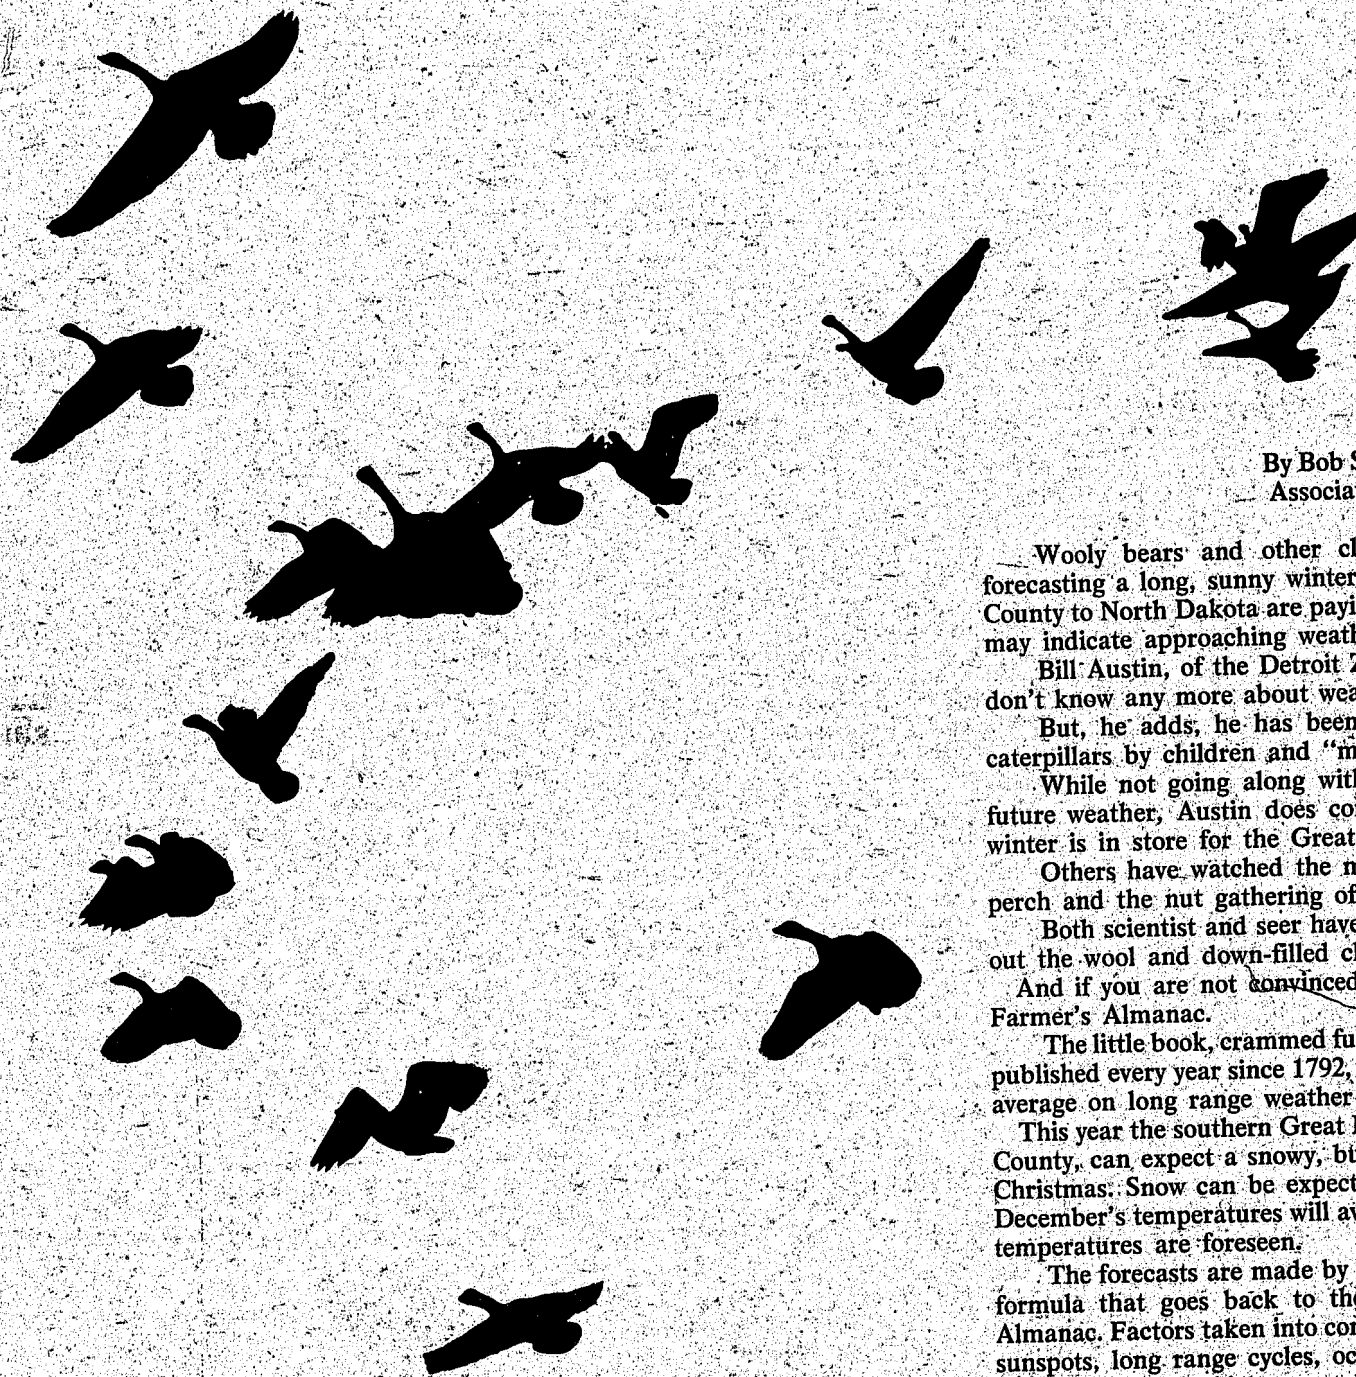 By Bob
Associa
Wooly bears and other cl
forecasting a long, sunny winter
County to North Dakota are payi
may indicate approaching weath
Bill Austin, of the Detroit
don't know any more about wea
But, he adds, he has been
caterpillars by children and "m
While not going along with
future weather, Austin does co
winter is in store for the Great
Others have watched the n
perch and the nut gathering of
Both scientist and seer have
out the wool and down-filled cl
And if you are not convinced
Farmer's Almanac.
The little book, crammed fu
published every year since 1792,
average on long range weather
This year the southern Great
County, can expect a snowy, bu
Christmas. Snow can be expect
December's temperatures will av
temperatures are foreseen.
The forecasts are made by
formula that goes back to the
Almanac. Factors taken into con
sunspots, long range cycles, oc